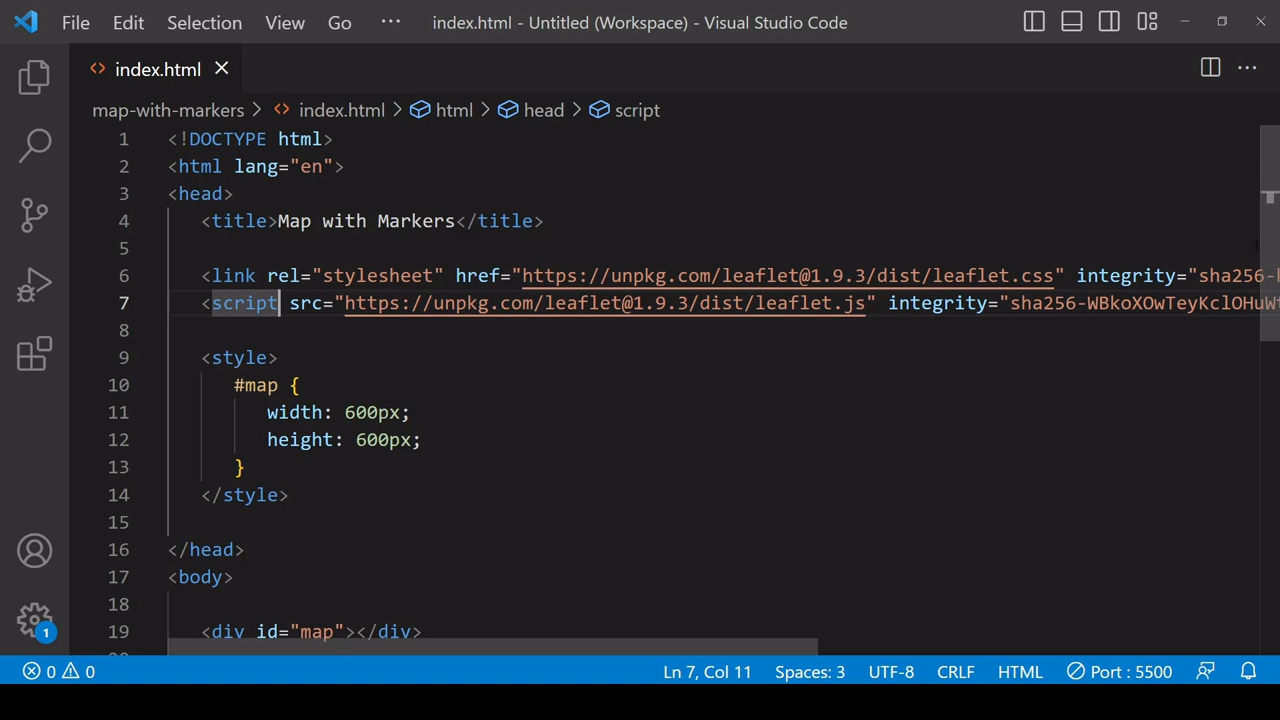 File Edit Selection View Go ··· index.html - Untitled (Workspace) - Visual Studio Code
index.html
map-with-markers > index.html > html > head > script
1 <!DOCTYPE html>
2 <html lang="en">
3 <head>
4 <title>Map with Markers</title>
5
6 <link rel="stylesheet" href="https://unpkg.com/leaflet@1.9.3/dist/leaflet.css" integrity="sha256-
7 <script src="https://unpkg.com/leaflet@1.9.3/dist/leaflet.js" integrity="sha256-WBkoXOwTeyKclOHuW
8
9 <style>
10 #map {
11 width: 600px;
12 height: 600px;
13 }
14 </style>
15
16 </head>
17 <body>
18
19 <div id="map"></div>
1
0 0 Ln 7, Col 11 Spaces: 3 UTF-8 CRLF HTML Port : 5500